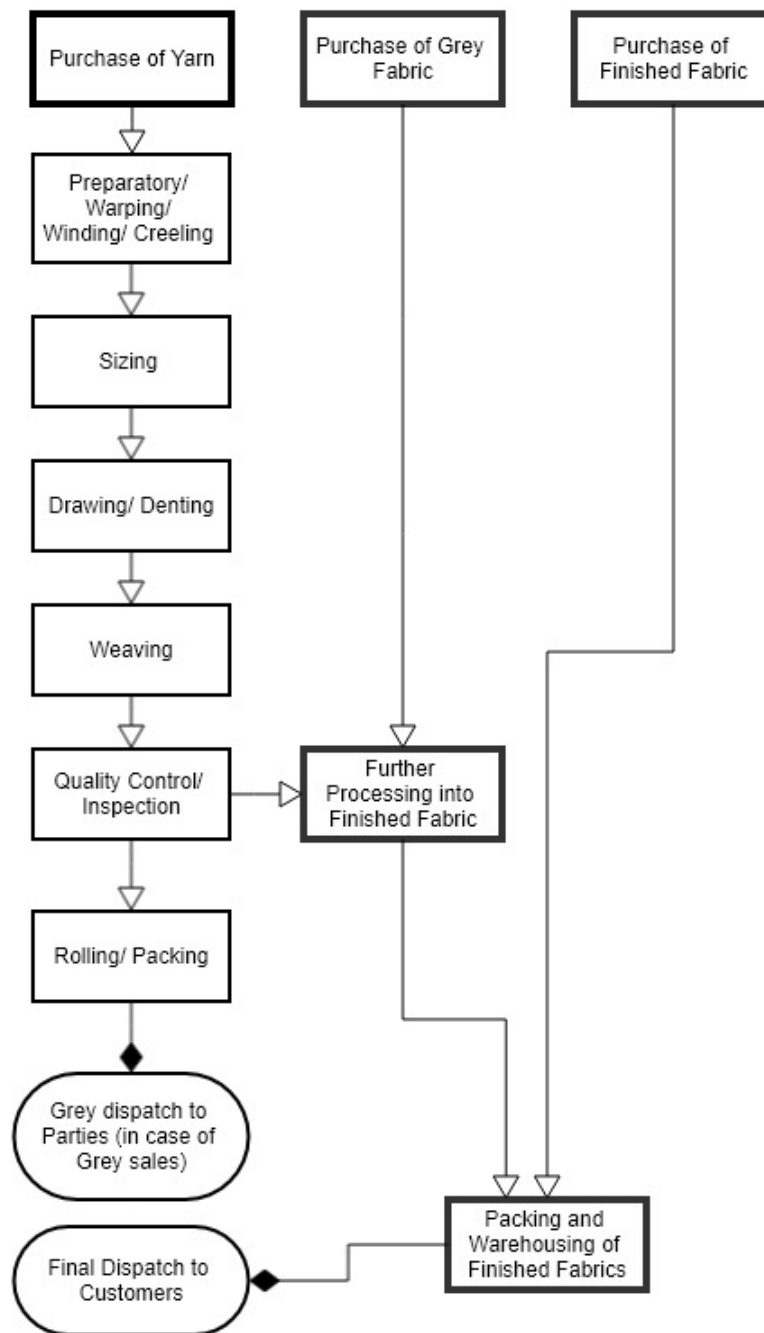 Purchase of Yarn
Purchase of Grey
Fabric
Purchase of
Finished Fabric
Preparatory/
Warping/
Winding/ Creeling
Sizing
Drawing/ Denting
Weaving
Quality Control/
Inspection
Further
Processing into
Finished Fabric
Rolling/ Packing
Grey dispatch to
Parties (in case of
Grey sales)
Packing and
Warehousing of
Finished Fabrics
Final Dispatch to
Customers